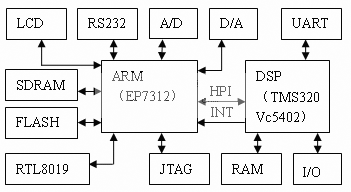 LCD
RS232
A/D
D/A
UART
SDRAM
ARM
（EP7312）
HPI
INT
DSP
（TMS320
Vc5402）
FLASH
RTL8019
JTAG
RAM
I/O